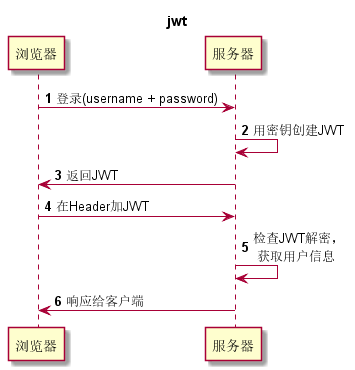 jwt
浏览器
服务器
1 登录(username + password)
2 用密钥创建JWT
3 返回JWT
4 在Header加JWT
5 检查JWT解密，
获取用户信息
6 响应给客户端
浏览器
服务器